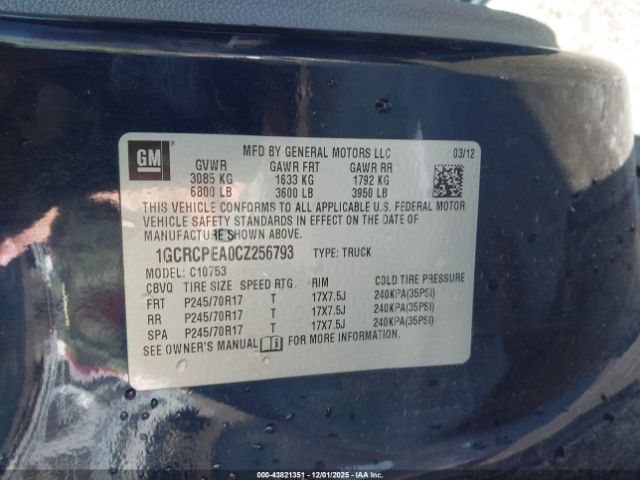 GM
MFD BY GENERAL MOTORS LLC 03/12
GVWR GAWR FRT GAWR RR
3085 KG 1633 KG 1792 KG
6800 LB 3600 LB 3950 LB
THIS VEHICLE CONFORMS TO ALL APPLICABLE U.S. FEDERAL MOTOR
VEHICLE SAFETY STANDARDS IN EFFECT ON THE DATE OF
MANUFACTURE SHOWN ABOVE.
1GCRCPEA0CZ256793 TYPE: TRUCK
MODEL: C10753
CBVQ TIRE SIZE SPEED RTG. RIM COLD TIRE PRESSURE
FRT P245/70R17 T 17X7.5J 240KPA(35PSI)
RR P245/70R17 T 17X7.5J 240KPA(35PSI)
SPA P245/70R17 T 17X7.5J 240KPA(35PSI)
SEE OWNER'S MANUAL FOR MORE INFORMATION.
000-43821351 - 12/01/2025 - IAA Inc.